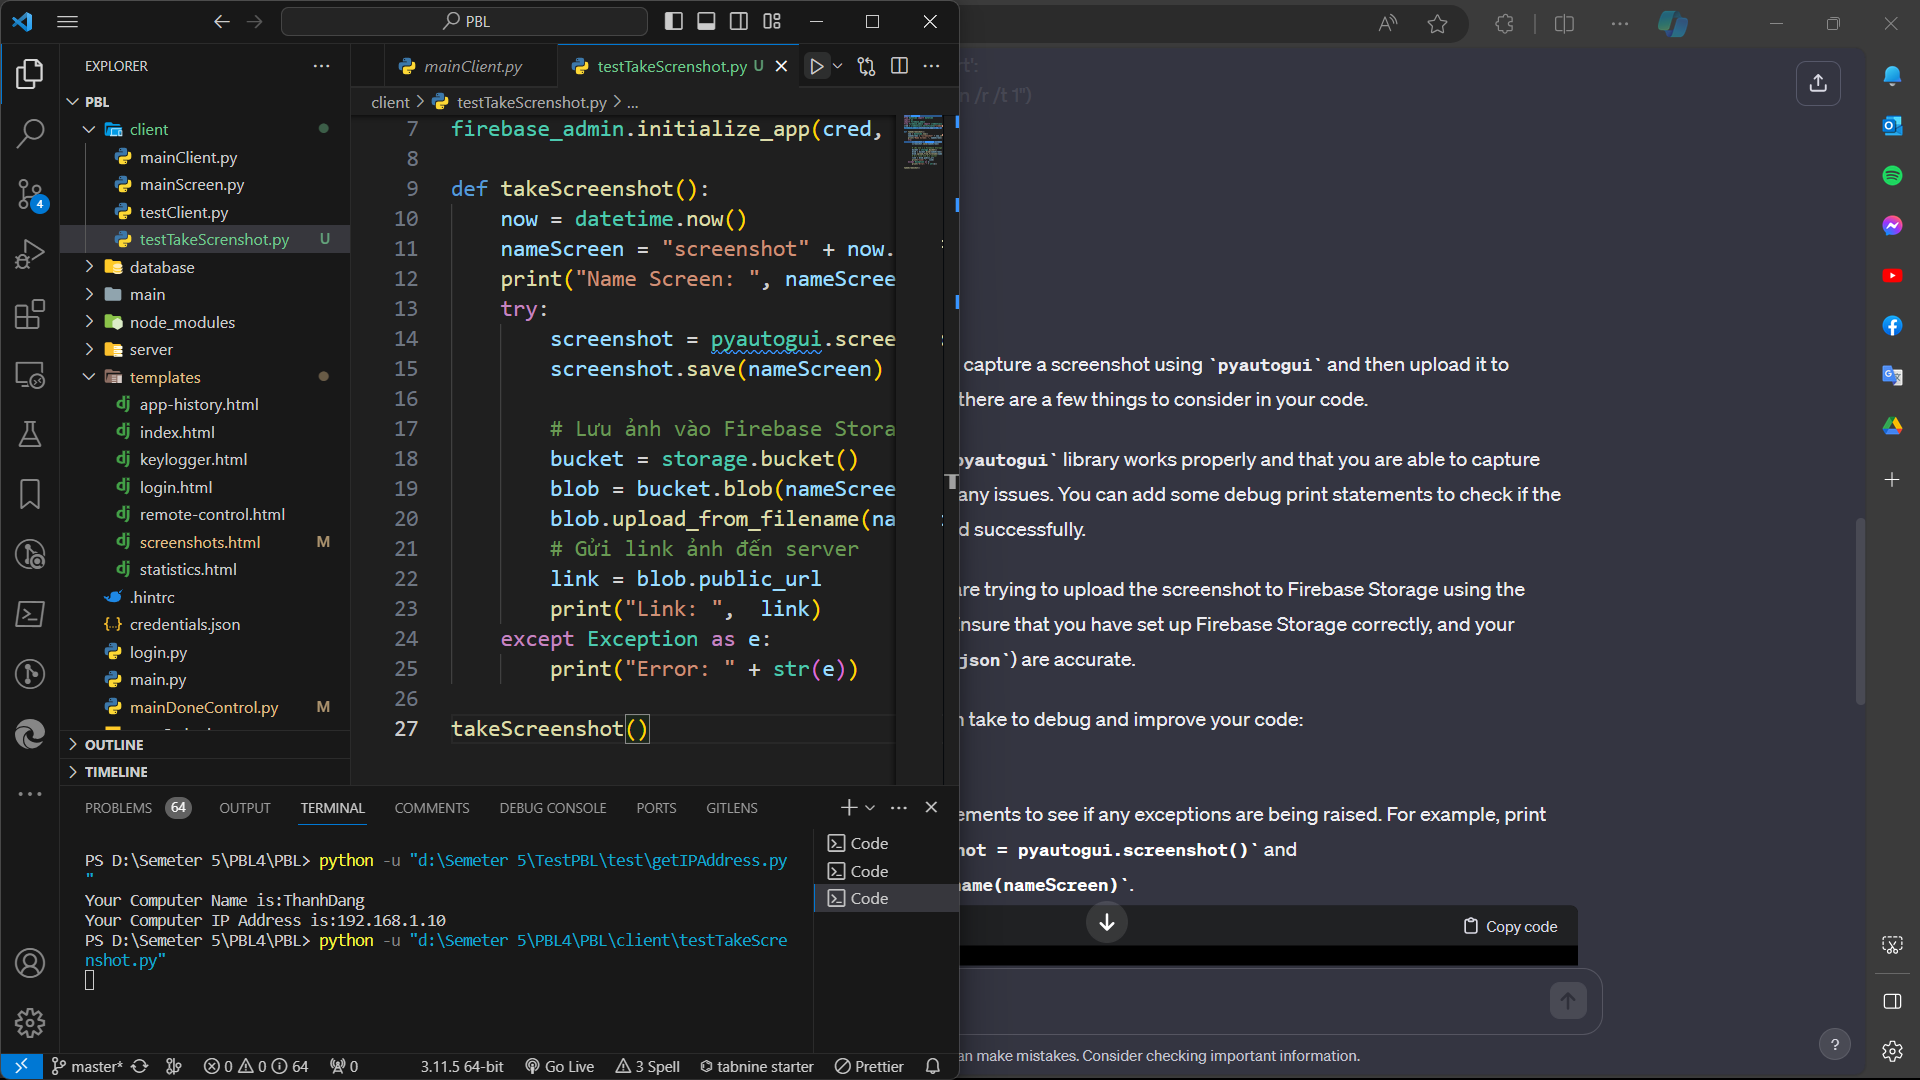 PBL
EXPLORER
PBL
client
mainClient.py
mainScreen.py
testClient.py
testTakeScrenshot.py U
database
main
node_modules
server
templates
app-history.html
index.html
keylogger.html
login.html
remote-control.html
screenshots.html M
statistics.html
.hintrc
credentials.json
login.py
main.py
mainDoneControl.py M
OUTLINE
TIMELINE
4
mainClient.py
testTakeScrenshot.py U
client > testTakeScrenshot.py > ...
7 firebase_admin.initialize_app(cred,
8
9 def takeScreenshot():
10 now = datetime.now()
11 nameScreen = "screenshot" + now.
12 print("Name Screen: ", nameScree
13 try:
14 screenshot = pyautogui.scree
15 screenshot.save(nameScreen)
16
17 # Lưu ảnh vào Firebase Stora
18 bucket = storage.bucket()
19 blob = bucket.blob(nameScree
20 blob.upload_from_filename(na
21 # Gửi link ảnh đến server
22 link = blob.public_url
23 print("Link: ",  link)
24 except Exception as e:
25 print("Error: " + str(e))
26
27 takeScreenshot()
PROBLEMS 64 OUTPUT TERMINAL COMMENTS DEBUG CONSOLE PORTS GITLENS
PS D:\Semeter 5\PBL4\PBL> python -u "d:\Semeter 5\TestPBL\test\getIPAddress.py
"
Your Computer Name is:ThanhDang
Your Computer IP Address is:192.168.1.10
PS D:\Semeter 5\PBL4\PBL> python -u "d:\Semeter 5\PBL4\PBL\client\testTakeScre
nshot.py"
Code
Code
Code
master* 0 0 64 0 3.11.5 64-bit Go Live 3 Spell tabnine starter Prettier
rt':
n /r /t 1")
capture a screenshot using `pyautogui` and then upload it to
there are a few things to consider in your code.
pyautogui` library works properly and that you are able to capture
any issues. You can add some debug print statements to check if the
d successfully.
are trying to upload the screenshot to Firebase Storage using the
Ensure that you have set up Firebase Storage correctly, and your
json`) are accurate.
n take to debug and improve your code:
ements to see if any exceptions are being raised. For example, print
hot = pyautogui.screenshot()` and
name(nameScreen)`.
Copy code
an make mistakes. Consider checking important information.
?